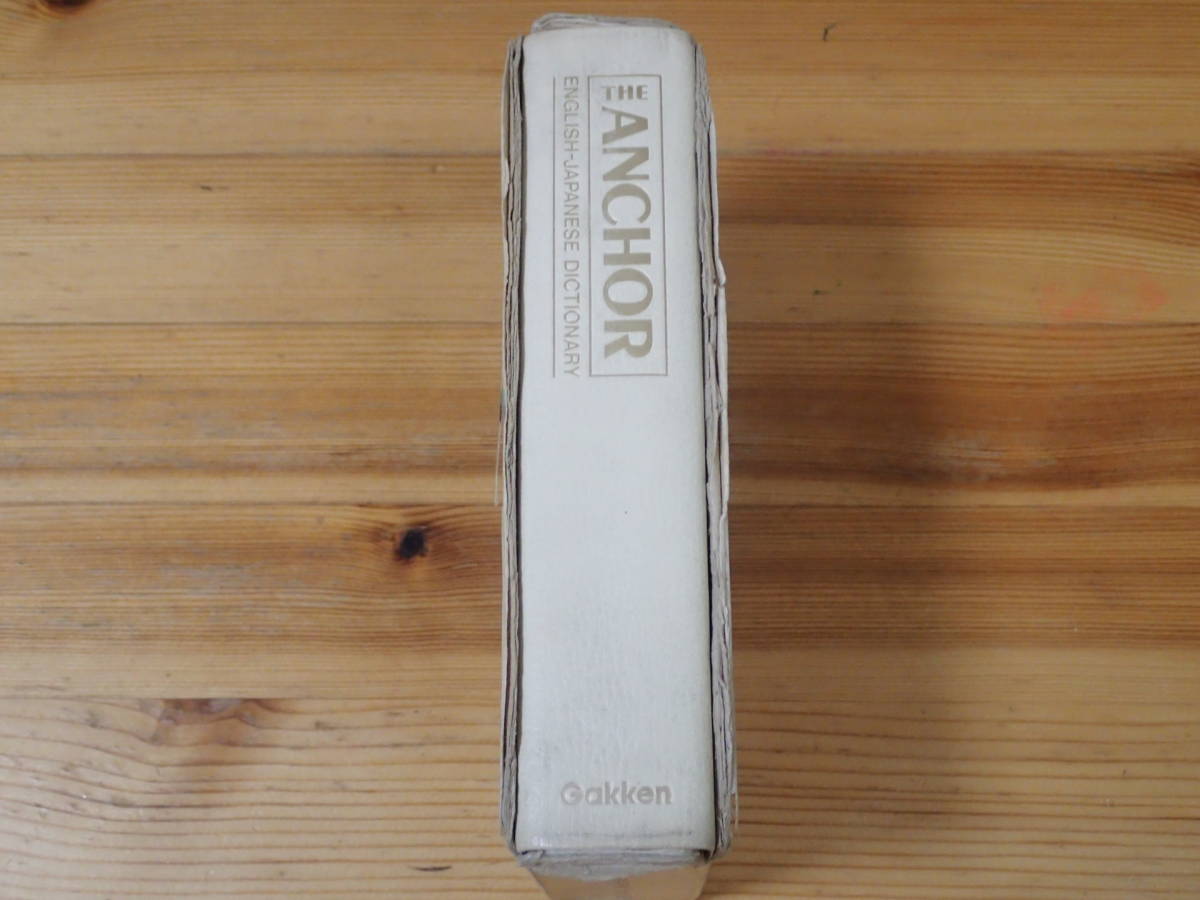 THE ANCHOR
ENGLISH-JAPANESE DICTIONARY
Gakken